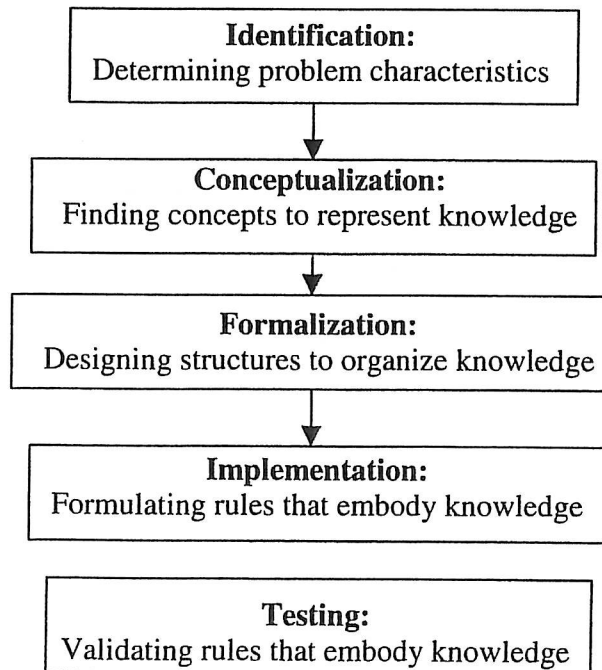 Identification:
Determining problem characteristics
Conceptualization:
Finding concepts to represent knowledge
Formalization:
Designing structures to organize knowledge
Implementation:
Formulating rules that embody knowledge
Testing:
Validating rules that embody knowledge